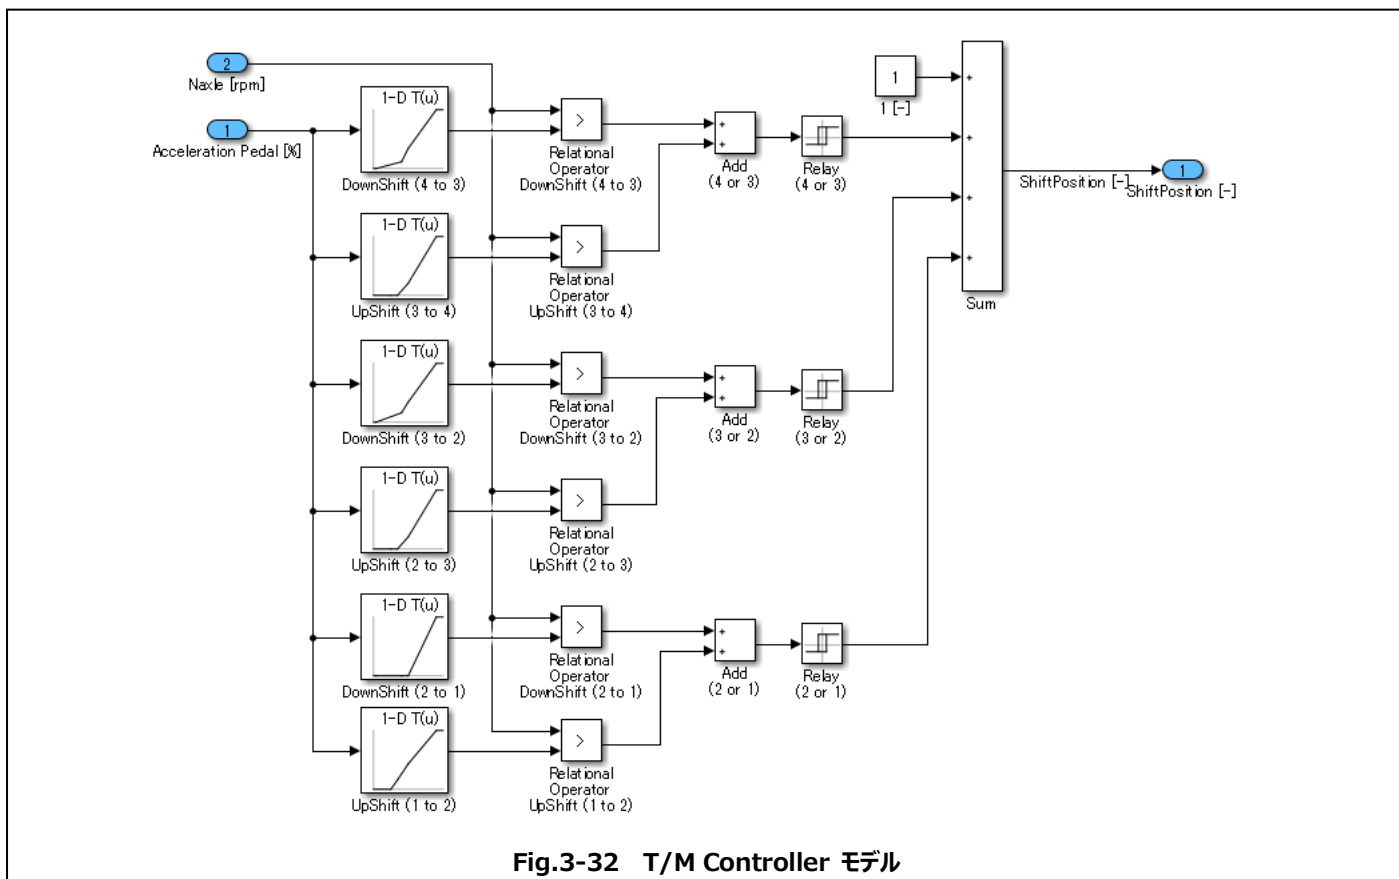 2
Naxle [rpm]
1
Acceleration Pedal [%]
1-D T(u)
DownShift (4 to 3)
>
Relational
Operator
DownShift (4 to 3)
+
+
Add
(4 or 3)
Relay
(4 or 3)
1
1 [-]
+
+
+
+
Sum
ShiftPosition [-]
1
ShiftPosition [-]
1-D T(u)
UpShift (3 to 4)
>
Relational
Operator
UpShift (3 to 4)
1-D T(u)
DownShift (3 to 2)
>
Relational
Operator
DownShift (3 to 2)
+
+
Add
(3 or 2)
Relay
(3 or 2)
1-D T(u)
UpShift (2 to 3)
>
Relational
Operator
UpShift (2 to 3)
1-D T(u)
DownShift (2 to 1)
>
Relational
Operator
DownShift (2 to 1)
+
+
Add
(2 or 1)
Relay
(2 or 1)
1-D T(u)
UpShift (1 to 2)
>
Relational
Operator
UpShift (1 to 2)
Fig.3-32 T/M Controller モデル